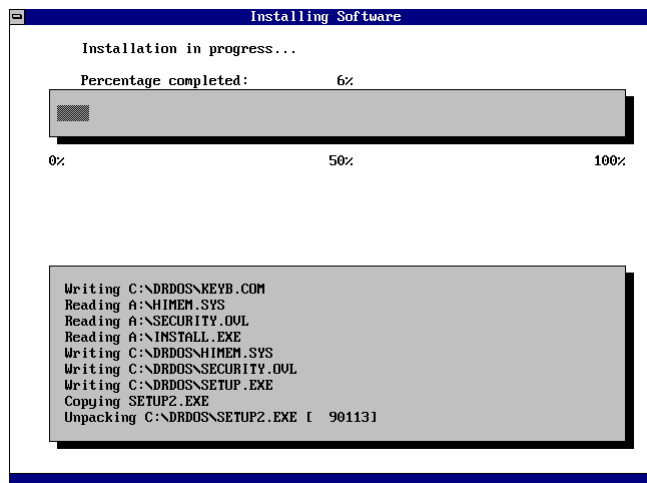 Installing Software
Installation in progress...
Percentage completed: 6%
0% 50% 100%
Writing C:\DRDOS\KEYB.COM
Reading A:\HIMEM.SYS
Reading A:\SECURITY.OVL
Reading A:\INSTALL.EXE
Writing C:\DRDOS\HIMEM.SYS
Writing C:\DRDOS\SECURITY.OVL
Writing C:\DRDOS\SETUP.EXE
Copying SETUP2.EXE
Unpacking C:\DRDOS\SETUP2.EXE [ 90113]